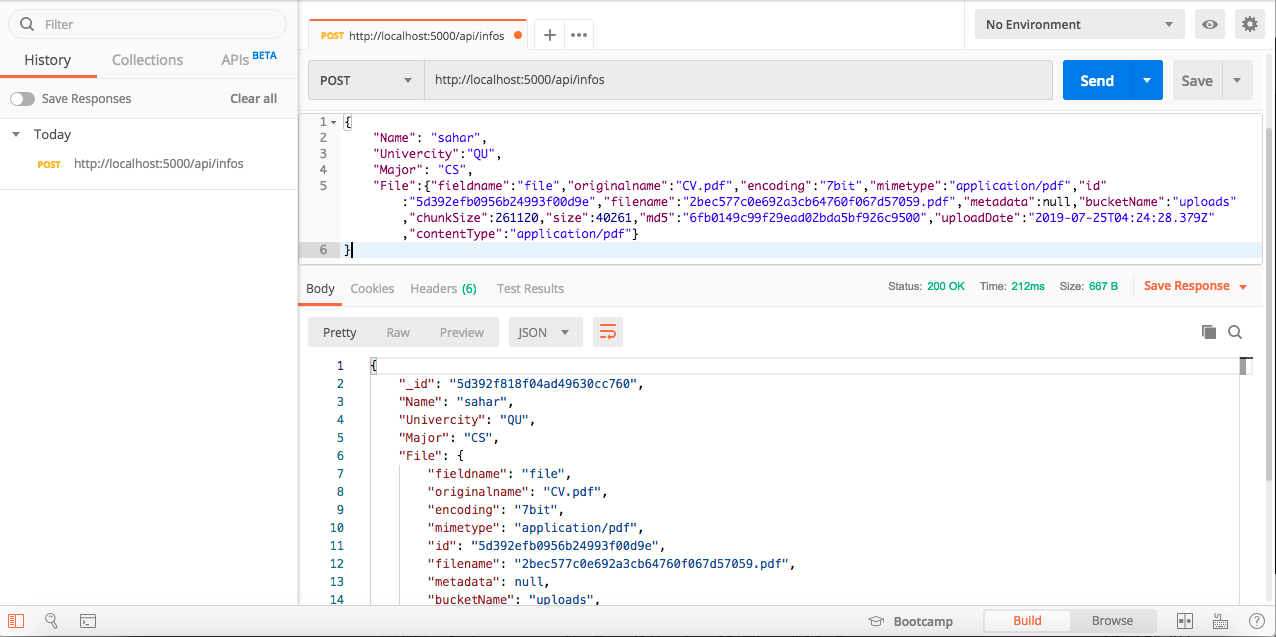 Filter
History
Collections
APIs BETA
Save Responses
Clear all
Today
POST http://localhost:5000/api/infos
POST http://localhost:5000/api/infos
No Environment
POST
http://localhost:5000/api/infos
Send
Save
1 {
2 "Name": "sahar",
3 "Univercity":"QU",
4 "Major": "CS",
5 "File":{"fieldname":"file","originalname":"CV.pdf","encoding":"7bit","mimetype":"application/pdf","id"
:"5d392efb0956b24993f00d9e","filename":"2bec577c0e692a3cb64760f067d57059.pdf","metadata":null,"bucketName":"uploads"
,"chunkSize":261120,"size":40261,"md5":"6fb0149c99f29ead02bda5bf926c9500","uploadDate":"2019-07-25T04:24:28.379Z"
,"contentType":"application/pdf"}
6 }
Body Cookies Headers (6) Test Results
Status: 200 OK Time: 212ms Size: 667 B Save Response
Pretty Raw Preview JSON
1 {
2 "_id": "5d392f818f04ad49630cc760",
3 "Name": "sahar",
4 "Univercity": "QU",
5 "Major": "CS",
6 "File": {
7 "fieldname": "file",
8 "originalname": "CV.pdf",
9 "encoding": "7bit",
10 "mimetype": "application/pdf",
11 "id": "5d392efb0956b24993f00d9e",
12 "filename": "2bec577c0e692a3cb64760f067d57059.pdf",
13 "metadata": null,
14 "bucketName": "uploads",
Bootcamp Build Browse